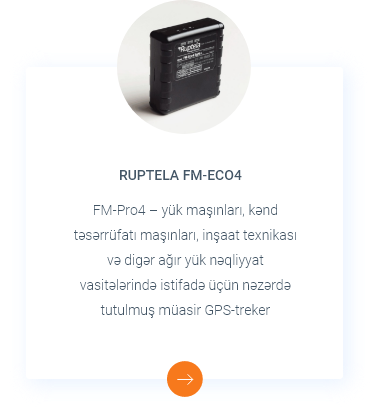 Ruptela
RUPTELA FM-ECO4
FM-Pro4 – yük maşınları, kənd
təsərrüfatı maşınları, inşaat texnikası
və digər ağır yük nəqliyyat
vasitələrində istifadə üçün nəzərdə
tutulmuş müasir GPS-treker